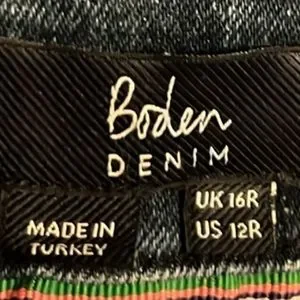 Boden
DENIM
MADE IN
TURKEY
UK 16R
US 12R